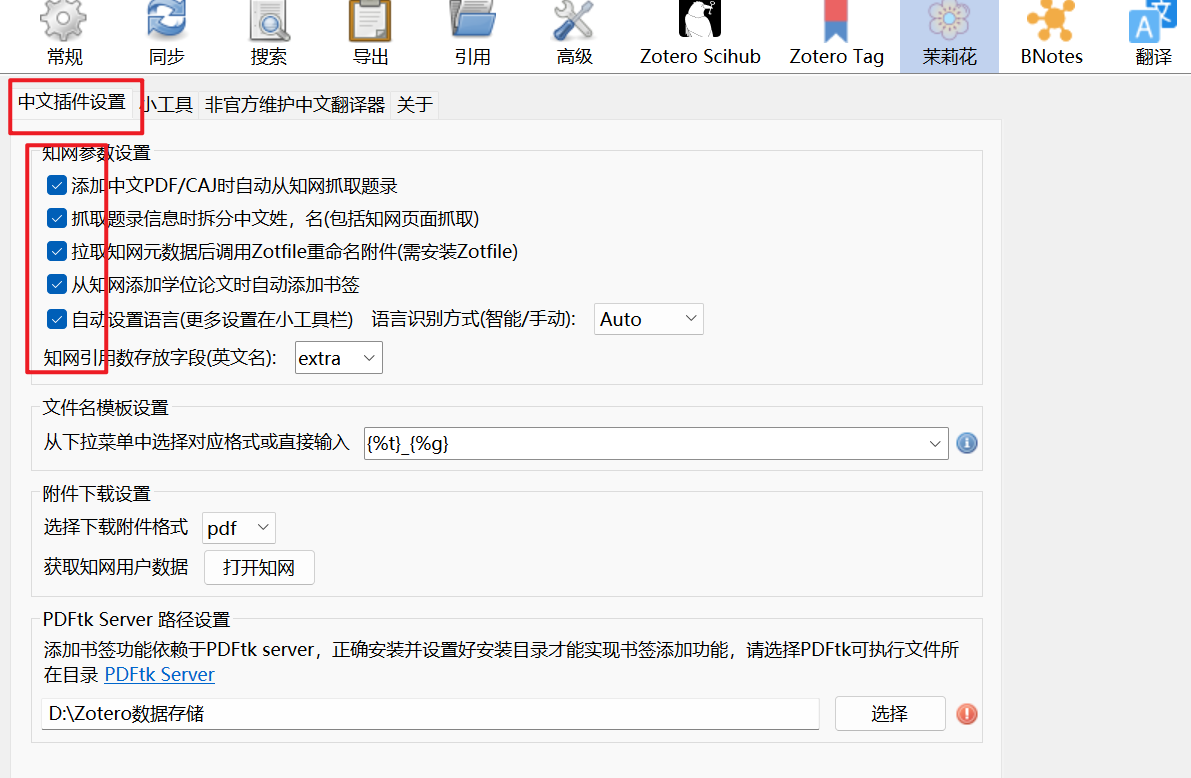 常规 同步 搜索 导出 引用 高级 Zotero Scihub Zotero Tag 茉莉花 BNotes 翻译
中文插件设置 小工具 非官方维护中文翻译器 关于
知网参数设置
添加中文PDF/CAJ时自动从知网抓取题录
抓取题录信息时拆分中文姓，名(包括知网页面抓取)
拉取知网元数据后调用Zotfile重命名附件(需安装Zotfile)
从知网添加学位论文时自动添加书签
自动设置语言(更多设置在小工具栏) 语言识别方式(智能/手动): Auto
知网引用数存放字段(英文名): extra
文件名模板设置
从下拉菜单中选择对应格式或直接输入 {%t}_{%g}
附件下载设置
选择下载附件格式 pdf
获取知网用户数据 打开知网
PDFtk Server 路径设置
添加书签功能依赖于PDFtk server，正确安装并设置好安装目录才能实现书签添加功能，请选择PDFtk可执行文件所
在目录 PDFtk Server
D:\Zotero数据存储 选择